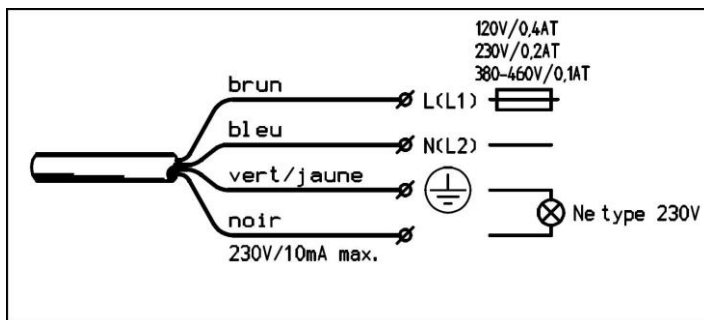 120V/0,4AT
230V/0,2AT
380-460V/0,1AT
brun
L(L1)
bleu
N(L2)
vert/jaune
noir
Ne type 230V
230V/10mA max.